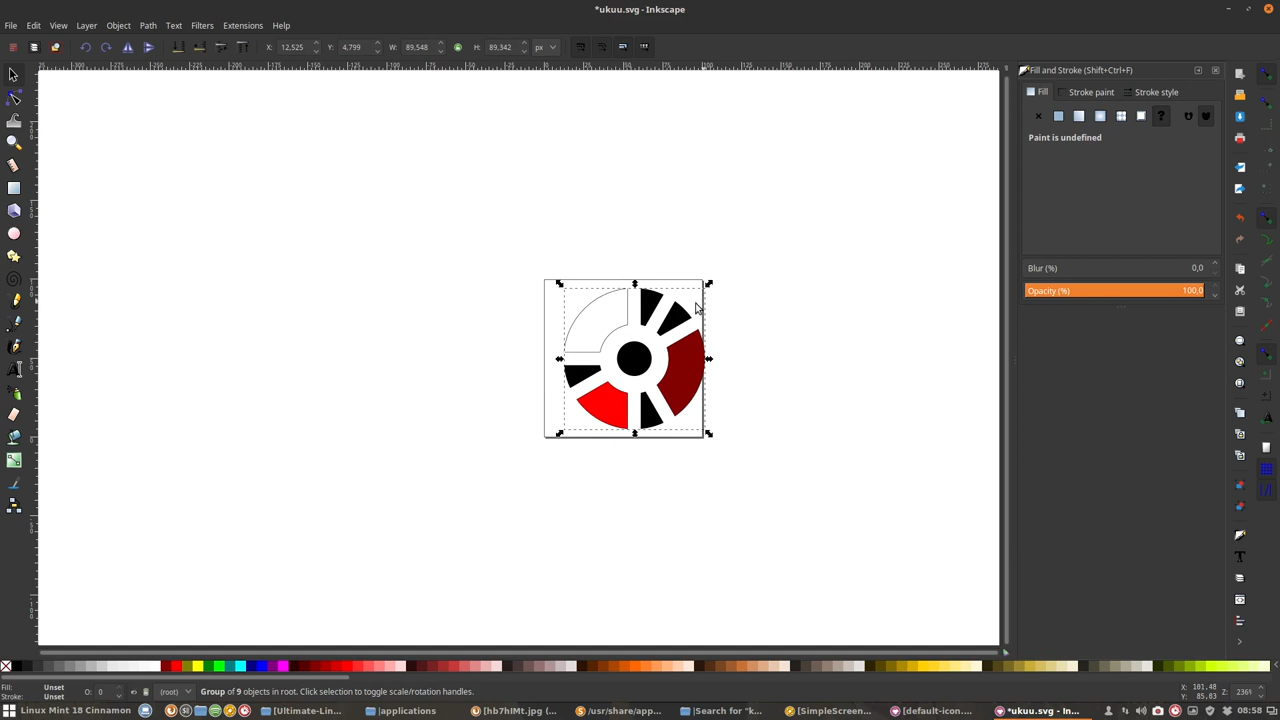 *ukuu.svg - Inkscape
File Edit View Layer Object Path Text Filters Extensions Help
X: 12,525 Y: 4,799 W: 89,548 H: 89,342 px
Fill and Stroke (Shift+Ctrl+F)
Fill Stroke paint Stroke style
Paint is undefined
Blur (%) 0,0
Opacity (%) 100,0
Fill: Unset
Stroke: Unset
O: 0
(root)
Group of 9 objects in root. Click selection to toggle scale/rotation handles.
X: 101,48
Y: 85,83
Z: 236%
Linux Mint 18 Cinnamon [Ultimate-Lin... |applications [hb7hIMt.jpg (... /usr/share/app... |Search for "k... [SimpleScreen... [default-icon.... *ukuu.svg - In... 08:58